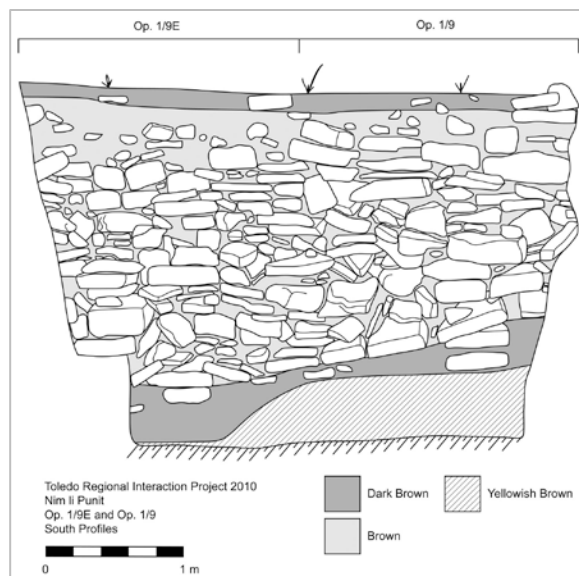 Op. 1/9E
Op. 1/9
Toledo Regional Interaction Project 2010
Nim li Punit
Op. 1/9E and Op. 1/9
South Profiles
0
1 m
Dark Brown
Yellowish Brown
Brown